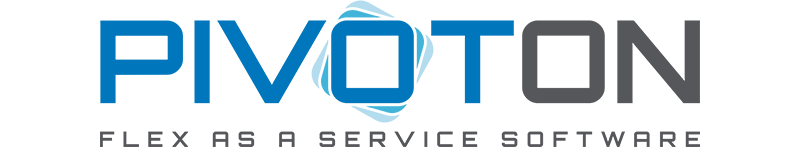 PIVOTON
FLEX AS A SERVICE SOFTWARE